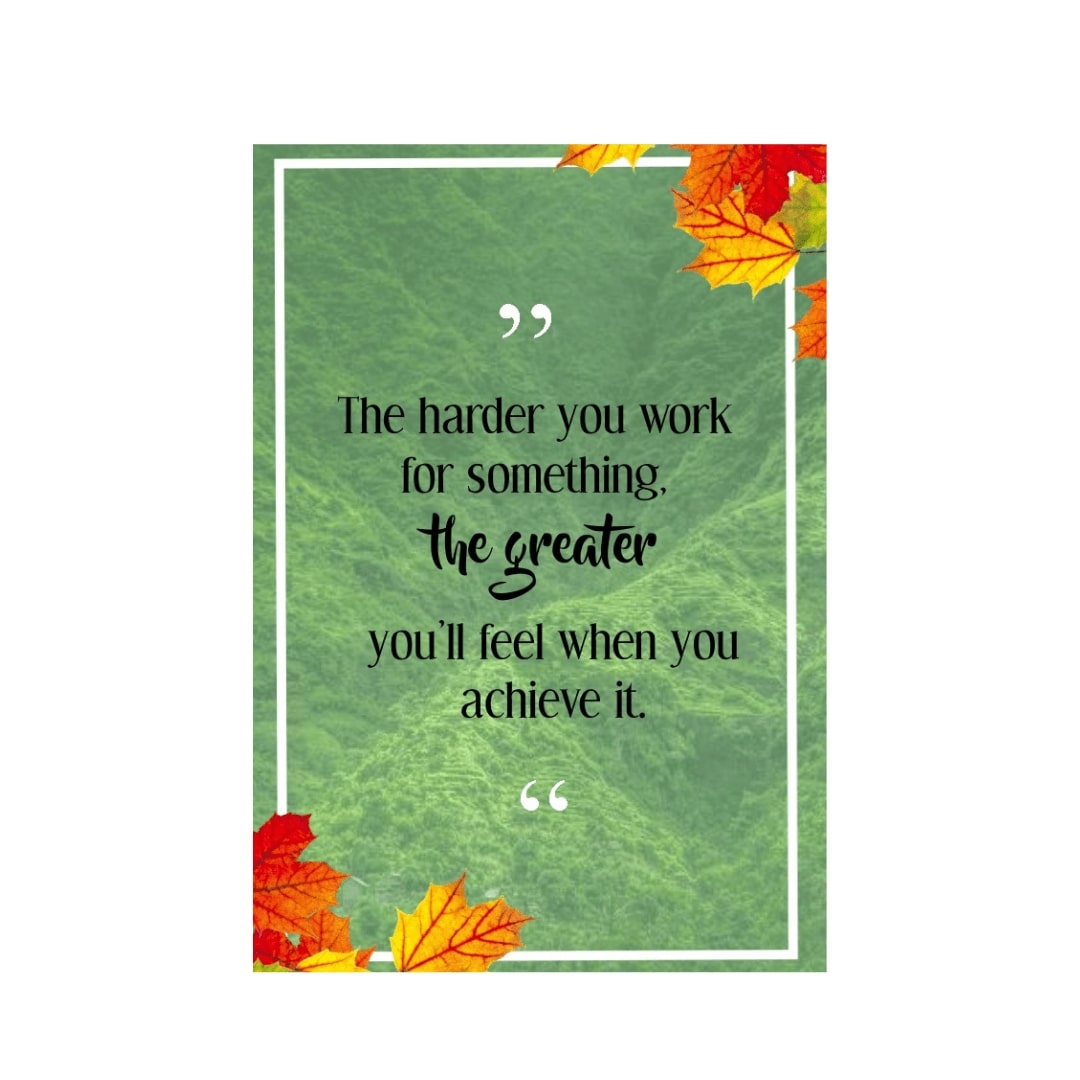 ”
The harder you work
for something,
the greater
you’ll feel when you
achieve it.
“